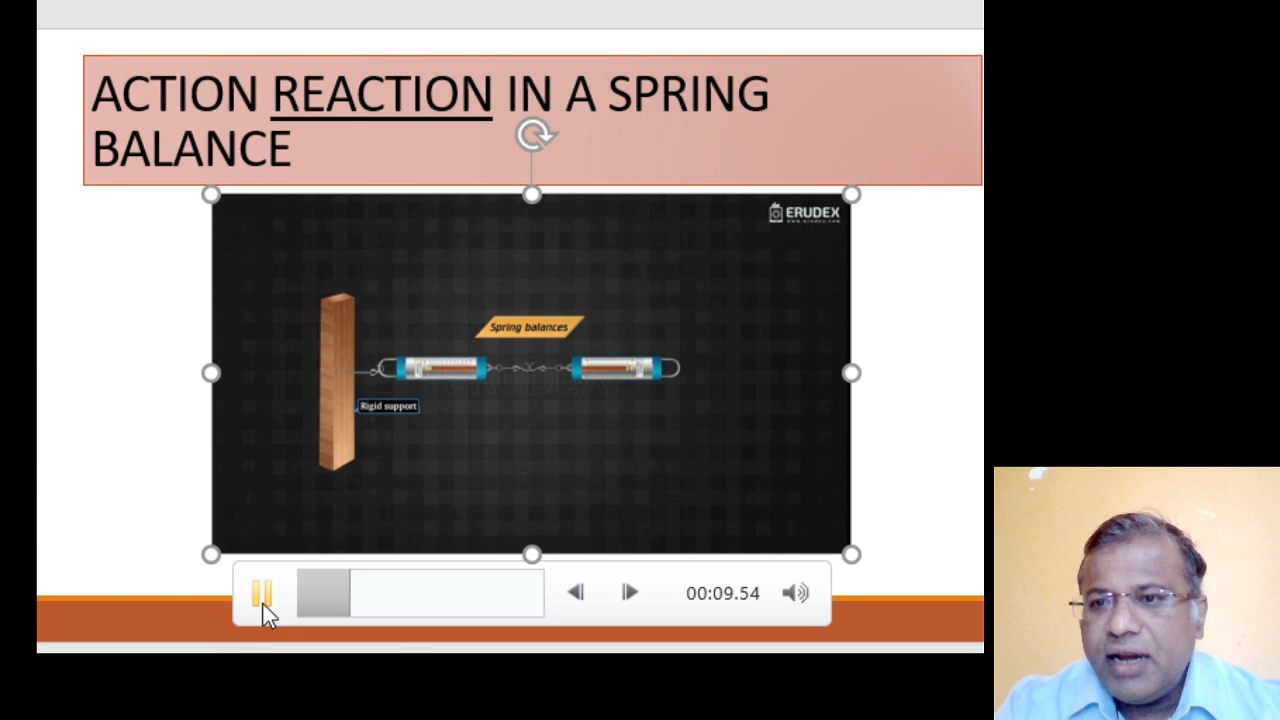 ACTION REACTION IN A SPRING
BALANCE
ERUDEX
Spring balances
Rigid support
00:09.54